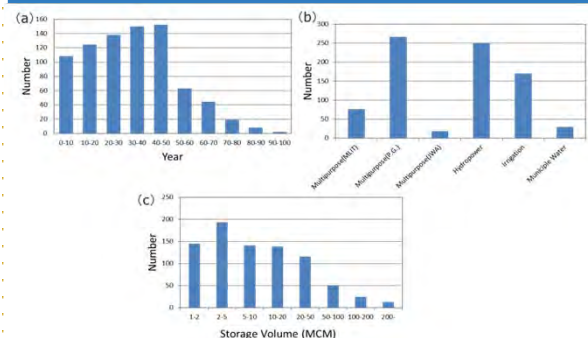 (a)
160
140
120
100
80
60
40
20
0
Number
0-10 10-20 20-30 30-40 40-50 50-60 60-70 70-80 80-90 90-100
Year
(b)
300
250
200
150
100
50
0
Number
Multipurpose(MLIT)
Multipurpose(P.G.)
Multipurpose(JWA)
Hydropower
Irrigation
Municiple Water
(c)
250
200
150
100
50
0
Number
1-2 2-5 5-10 10-20 20-50 50-100 100-200 200-
Storage Volume (MCM)